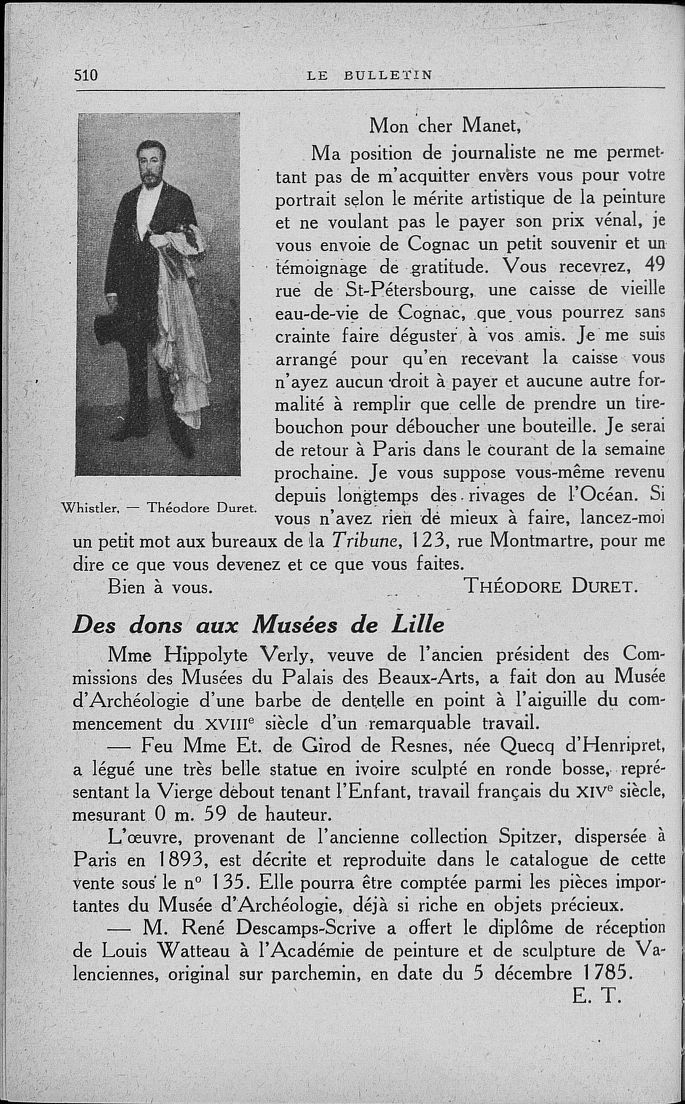 510
LE BULLETIN
Mon cher Manet,
Ma position de journaliste ne me permet-
tant pas de m'acquitter envers vous pour votre
portrait selon le mérite artistique de la peinture
et ne voulant pas le payer son prix vénal, je
vous envoie de Cognac un petit souvenir et un
témoignage de gratitude. Vous recevrez, 49
rue de St-Pétersbourg, une caisse de vieille
eau-de-vie de Cognac, que vous pourrez sans
crainte faire déguster à vos amis. Je me suis
arrangé pour qu'en recevant la caisse vous
n'ayez aucun droit à payer et aucune autre for-
malité à remplir que celle de prendre un tire-
bouchon pour déboucher une bouteille. Je serai
de retour à Paris dans le courant de la semaine
prochaine. Je vous suppose vous-même revenu
depuis longtemps des rivages de l'Océan. Si
vous n'avez rien de mieux à faire, lancez-moi
Whistler. — Théodore Duret.
un petit mot aux bureaux de la Tribune, 123, rue Montmartre, pour me
dire ce que vous devenez et ce que vous faites.
Bien à vous. THÉODORE DURET.
Des dons aux Musées de Lille
Mme Hippolyte Verly, veuve de l'ancien président des Com-
missions des Musées du Palais des Beaux-Arts, a fait don au Musée
d'Archéologie d'une barbe de dentelle en point à l'aiguille du com-
mencement du XVIIIe siècle d'un remarquable travail.
— Feu Mme Et. de Girod de Resnes, née Quecq d'Henripret,
a légué une très belle statue en ivoire sculpté en ronde bosse, repré-
sentant la Vierge debout tenant l'Enfant, travail français du XIVe siècle,
mesurant 0 m. 59 de hauteur.
L'œuvre, provenant de l'ancienne collection Spitzer, dispersée à
Paris en 1893, est décrite et reproduite dans le catalogue de cette
vente sous le n° 135. Elle pourra être comptée parmi les pièces impor-
tantes du Musée d'Archéologie, déjà si riche en objets précieux.
— M. René Descamps-Scrive a offert le diplôme de réception
de Louis Watteau à l'Académie de peinture et de sculpture de Va-
lenciennes, original sur parchemin, en date du 5 décembre 1785.
E. T.